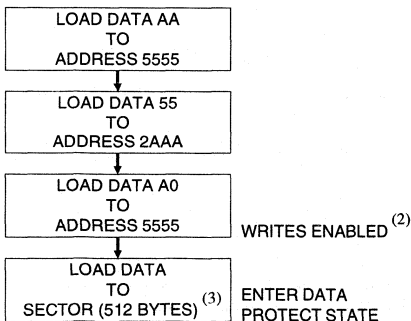 LOAD DATA AA
TO
ADDRESS 5555
LOAD DATA 55
TO
ADDRESS 2AAA
LOAD DATA A0
TO
ADDRESS 5555
WRITES ENABLED (2)
LOAD DATA
TO
SECTOR (512 BYTES) (3)
ENTER DATA
PROTECT STATE